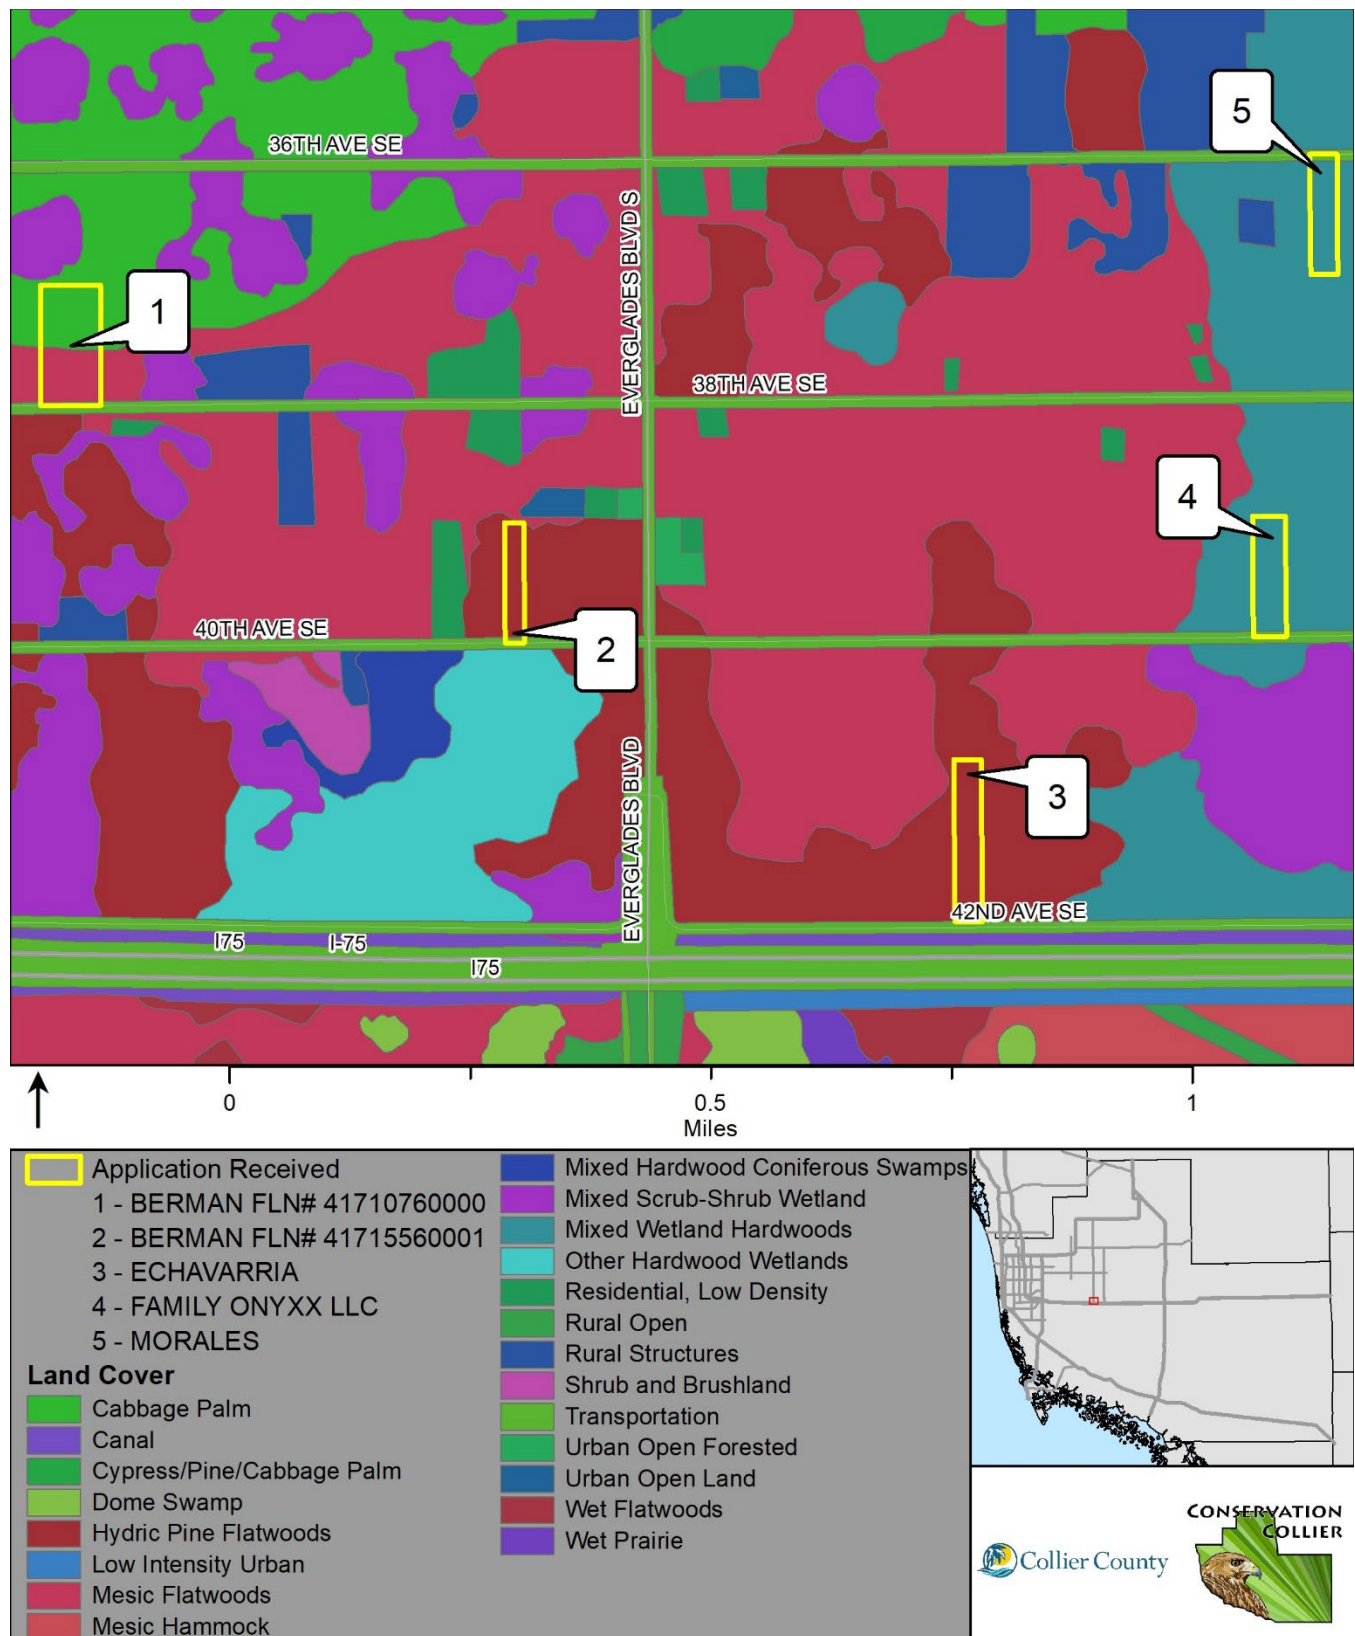 5
36TH AVE SE
EVERGLADES BLVD S
1
38TH AVE SE
4
40TH AVE SE
2
EVERGLADES BLVD
3
42ND AVE SE
I75
I-75
I75
0
0.5
1
Miles
Application Received
1 - BERMAN FLN# 41710760000
2 - BERMAN FLN# 41715560001
3 - ECHAVARRIA
4 - FAMILY ONYXX LLC
5 - MORALES
Land Cover
Cabbage Palm
Canal
Cypress/Pine/Cabbage Palm
Dome Swamp
Hydric Pine Flatwoods
Low Intensity Urban
Mesic Flatwoods
Mesic Hammock
Mixed Hardwood Coniferous Swamps
Mixed Scrub-Shrub Wetland
Mixed Wetland Hardwoods
Other Hardwood Wetlands
Residential, Low Density
Rural Open
Rural Structures
Shrub and Brushland
Transportation
Urban Open Forested
Urban Open Land
Wet Flatwoods
Wet Prairie
Collier County
CONSERVATION
COLLIER